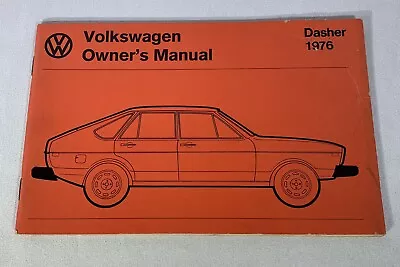 Volkswagen
Owner's Manual
Dasher
1976